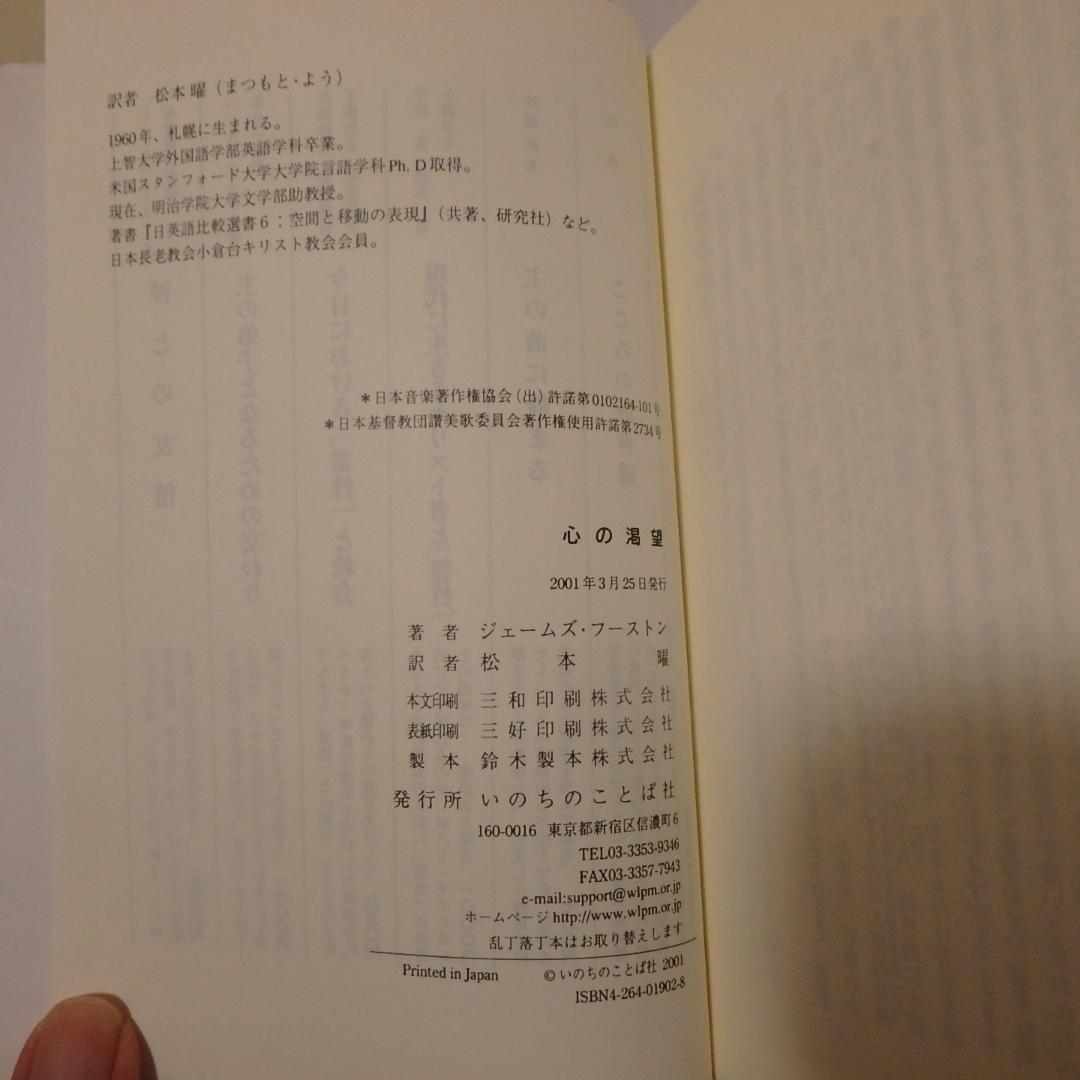 訳者 松本曜（まつもと・よう）
1960年、札幌に生まれる。
上智大学外国語学部英語学科卒業。
米国スタンフォード大学大学院言語学科Ph. D取得。
現在、明治学院大学文学部助教授。
著書『日英語比較選書6：空間と移動の表現』（共著、研究社）など。
日本長老教会小倉台キリスト教会会員。
＊日本音楽著作権協会（出）許諾第0102164-101号
＊日本基督教団讃美歌委員会著作権使用許諾第2734号
心の渇望
2001年3月25日発行
著者 ジェームズ・フーストン
訳者 松本曜
本文印刷 三和印刷株式会社
表紙印刷 三好印刷株式会社
製本 鈴木製本株式会社
発行所 いのちのことば社
160-0016 東京都新宿区信濃町6
TEL03-3353-9346
FAX03-3357-7943
e-mail:support@wlpm.or.jp
ホームページ http://www.wlpm.or.jp
乱丁落丁本はお取り替えします
Printed in Japan © いのちのことば社 2001
ISBN4-264-01902-8